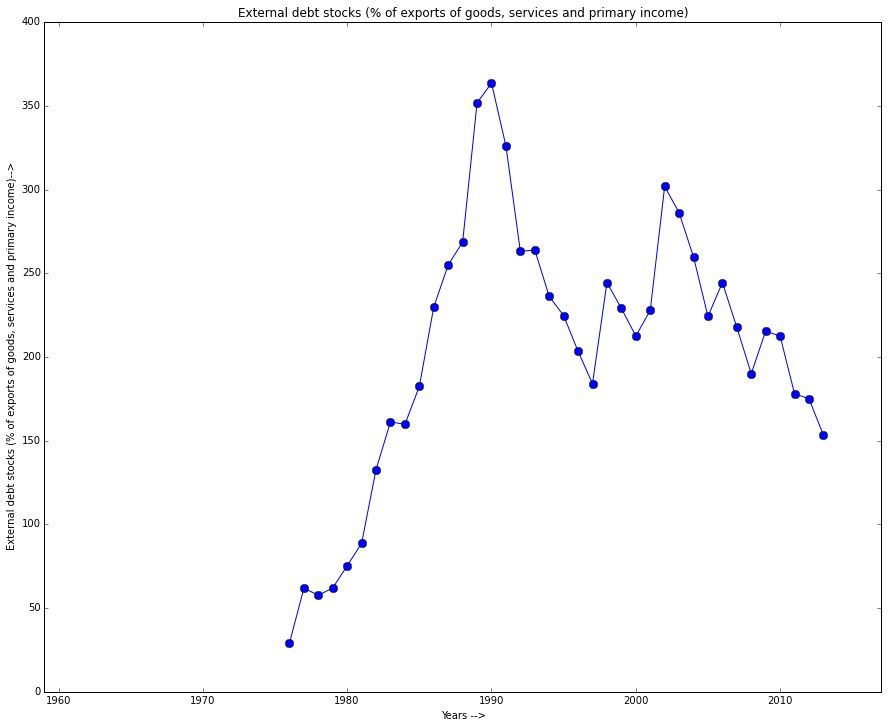 External debt stocks (% of exports of goods, services and primary income)
External debt stocks (% of exports of goods, services and primary income)-->
400
350
300
250
200
150
100
50
0
1960 1970 1980 1990 2000 2010
Years -->